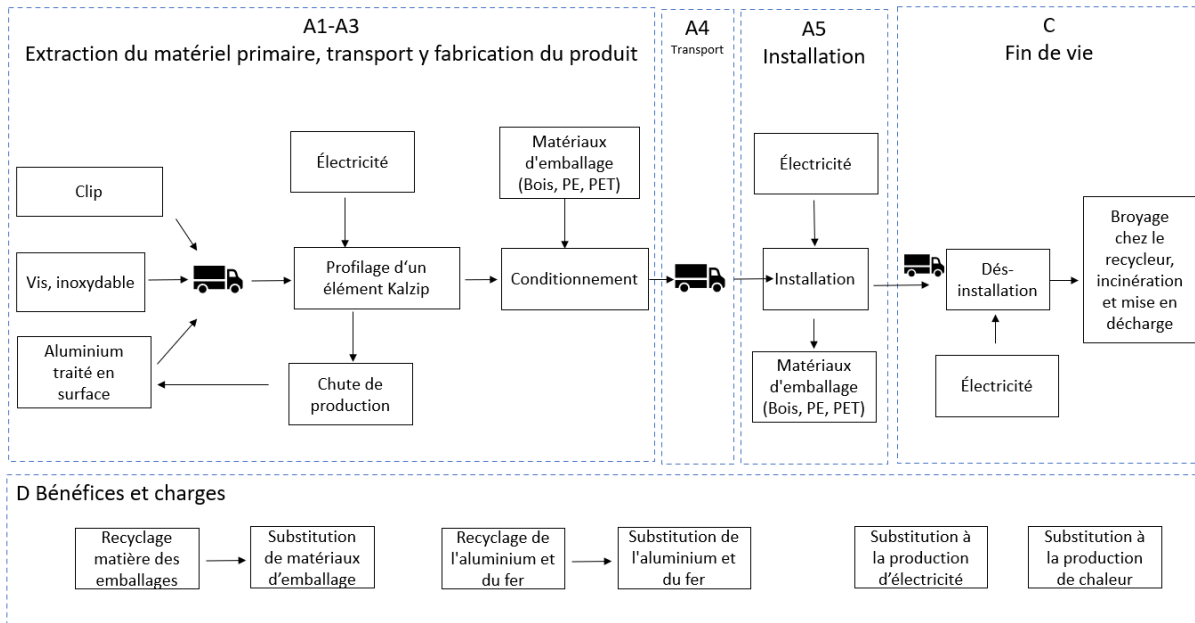 A1-A3
Extraction du matériel primaire, transport y fabrication du produit
Clip
Vis, inoxydable
Aluminium
traité en
surface
Électricité
Profilage d'un
élément Kalzip
Chute de
production
Matériaux
d'emballage
(Bois, PE, PET)
Conditionnement
A4
Transport
A5
Installation
Électricité
Installation
Matériaux
d'emballage
(Bois, PE, PET)
C
Fin de vie
Dés-
installation
Électricité
Broyage
chez le
recycleur,
incinération
et mise en
décharge
D Bénéfices et charges
Recyclage
matière des
emballages
Substitution
de matériaux
d'emballage
Recyclage de
l'aluminium et
du fer
Substitution de
l'aluminium et
du fer
Substitution à
la production
d'électricité
Substitution à
la production
de chaleur